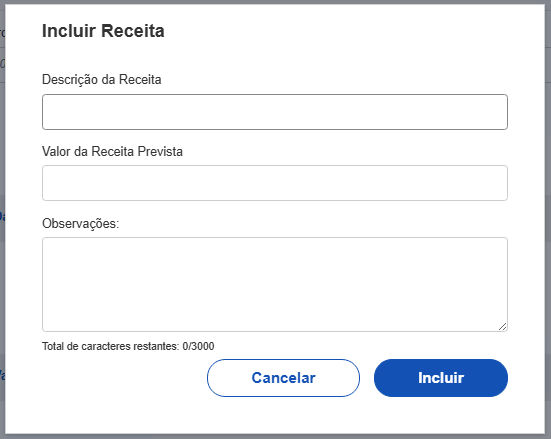 Incluir Receita
Descrição da Receita
Valor da Receita Prevista
Observações:
Total de caracteres restantes: 0/3000
Cancelar
Incluir